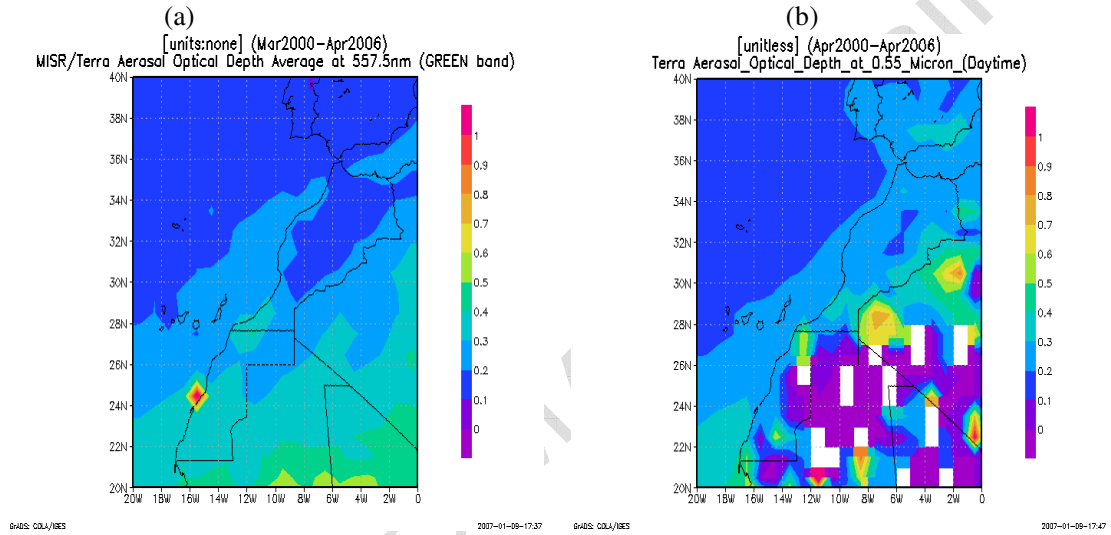 (a)
[units:none] (Mar2000-Apr2006)
MISR/Terra Aerosal Optical Depth Average at 557.5nm (GREEN band)
40N
38N
36N
34N
32N
30N
28N
26N
24N
22N
20N
20W 18W 16W 14W 12W 10W 8W 6W 4W 2W 0
1
0.9
0.8
0.7
0.6
0.5
0.4
0.3
0.2
0.1
0
GrADS: COLA/IGES
2007-01-09-17:37
(b)
[unitless] (Apr2000-Apr2006)
Terra Aerasal_Optical_Depth_at_0.55_Micron_(Daytime)
40N
38N
36N
34N
32N
30N
28N
26N
24N
22N
20N
20W 18W 16W 14W 12W 10W 8W 6W 4W 2W 0
1
0.9
0.8
0.7
0.6
0.5
0.4
0.3
0.2
0.1
0
GrADS: COLA/IGES
2007-01-09-17:47